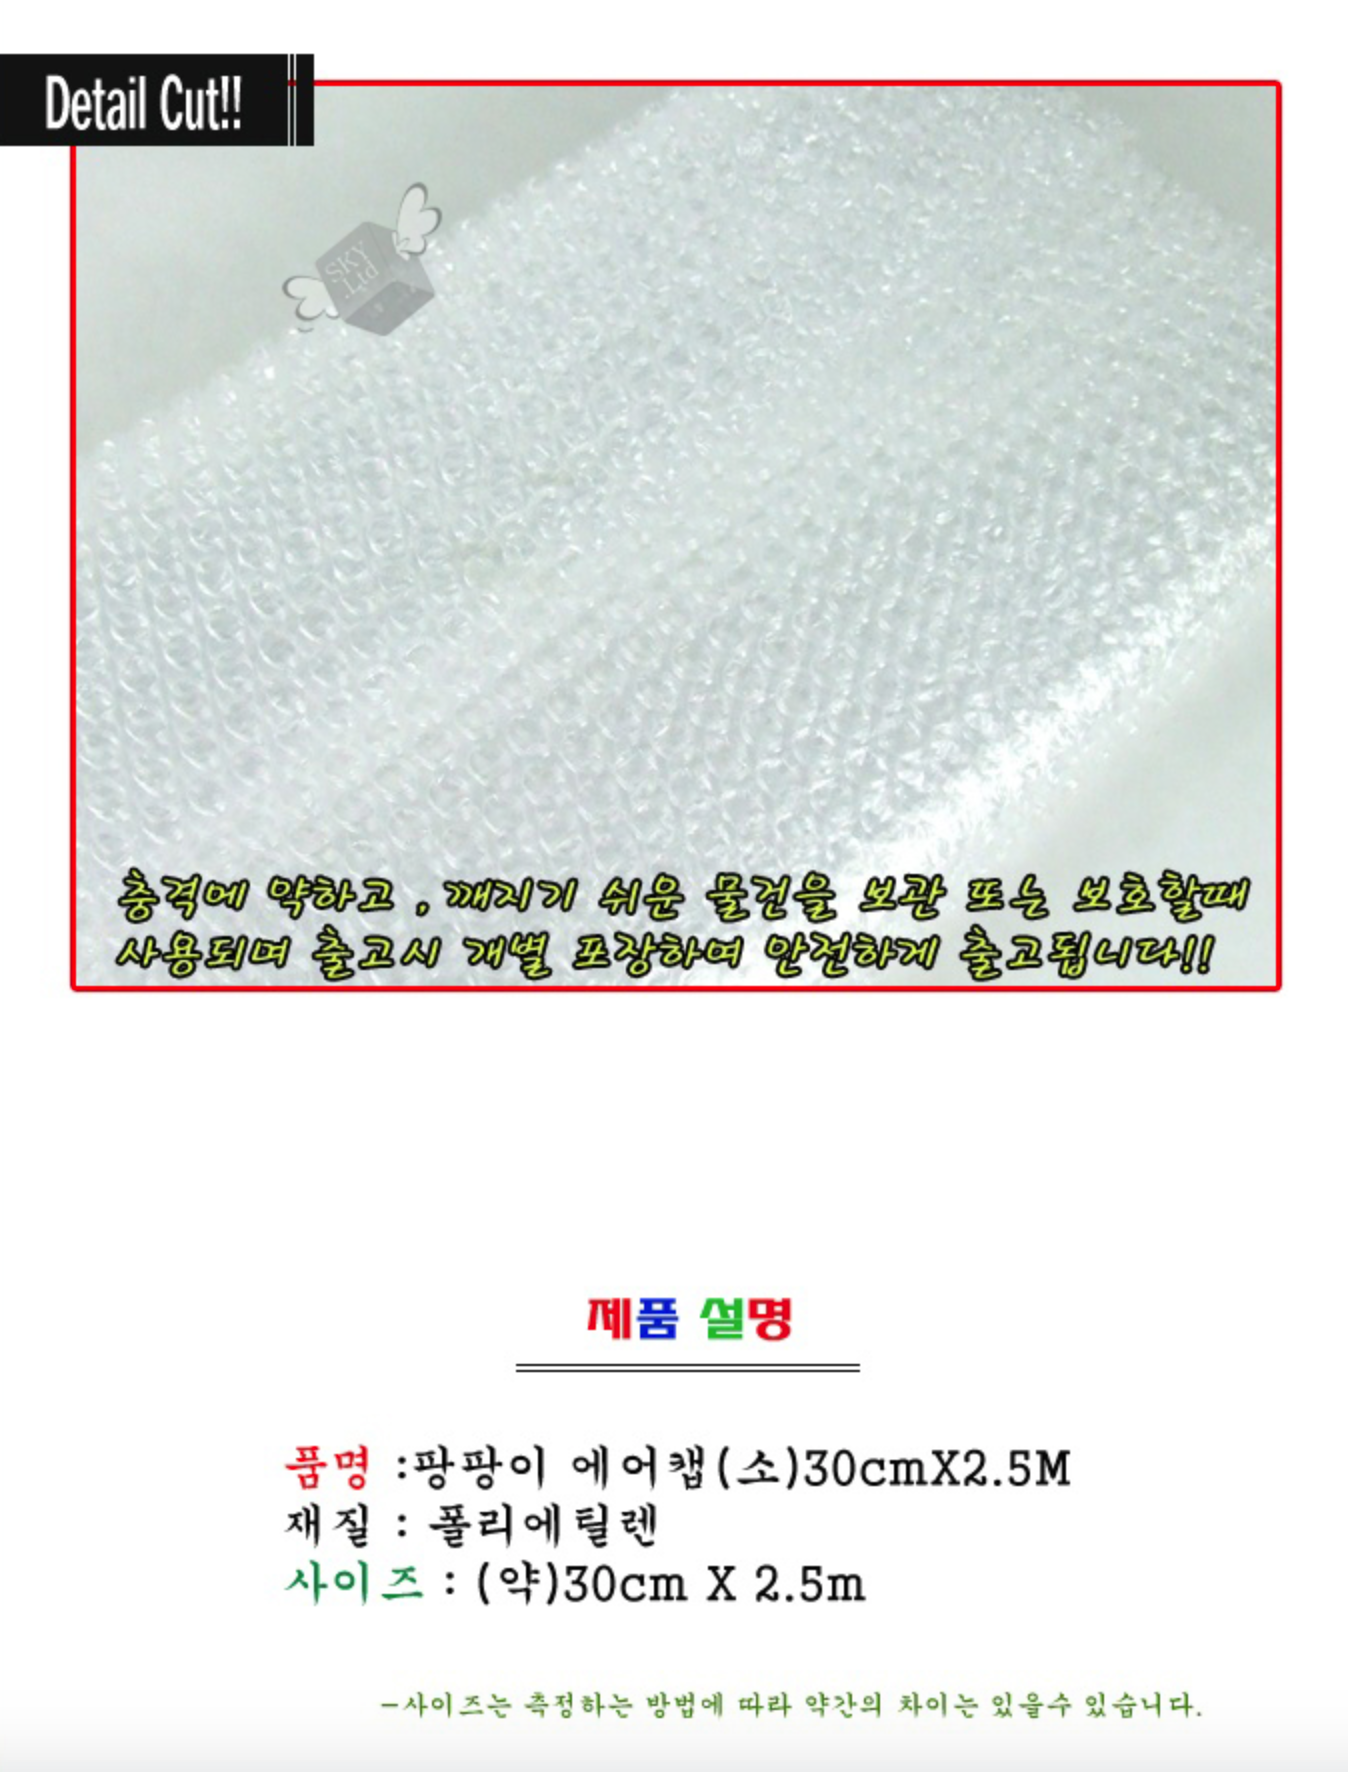 Detail Cut!!
SKY
.Ltd
충격에 약하고 , 깨지기 쉬운 물건을 보관 또는 보호할때
사용되며 출고시 개별 포장하여 안전하게 출고됩니다!!
제품 설명
품명 :팡팡이 에어캡(소)30cmX2.5M
재질 : 폴리에틸렌
사이즈 : (약)30cm X 2.5m
-사이즈는 측정하는 방법에 따라 약간의 차이는 있을수 있습니다.